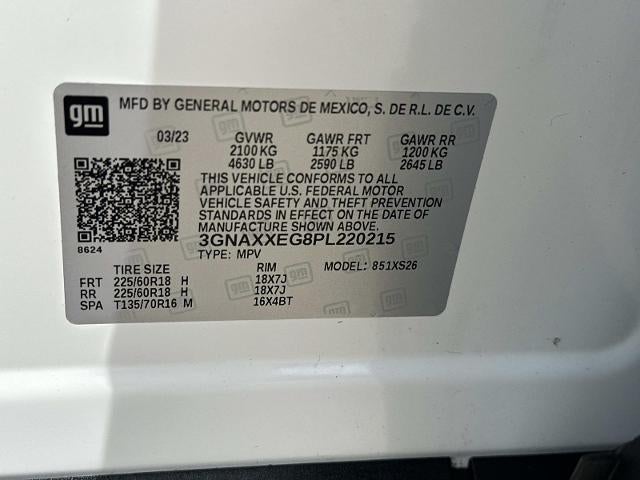 gm MFD BY GENERAL MOTORS DE MEXICO, S. DE R.L. DE C.V.
03/23 GVWR GAWR FRT GAWR RR
2100 KG 1175 KG 1200 KG
4630 LB 2590 LB 2645 LB
THIS VEHICLE CONFORMS TO ALL
APPLICABLE U.S. FEDERAL MOTOR
VEHICLE SAFETY AND THEFT PREVENTION
STANDARDS IN EFFECT ON THE DATE OF
MANUFACTURE SHOWN ABOVE.
3GNAXXEG8PL220215
8624 TYPE: MPV
TIRE SIZE RIM MODEL: 851XS26
FRT 225/60R18 H 18X7J
RR 225/60R18 H 18X7J
SPA T135/70R16 M 16X4BT